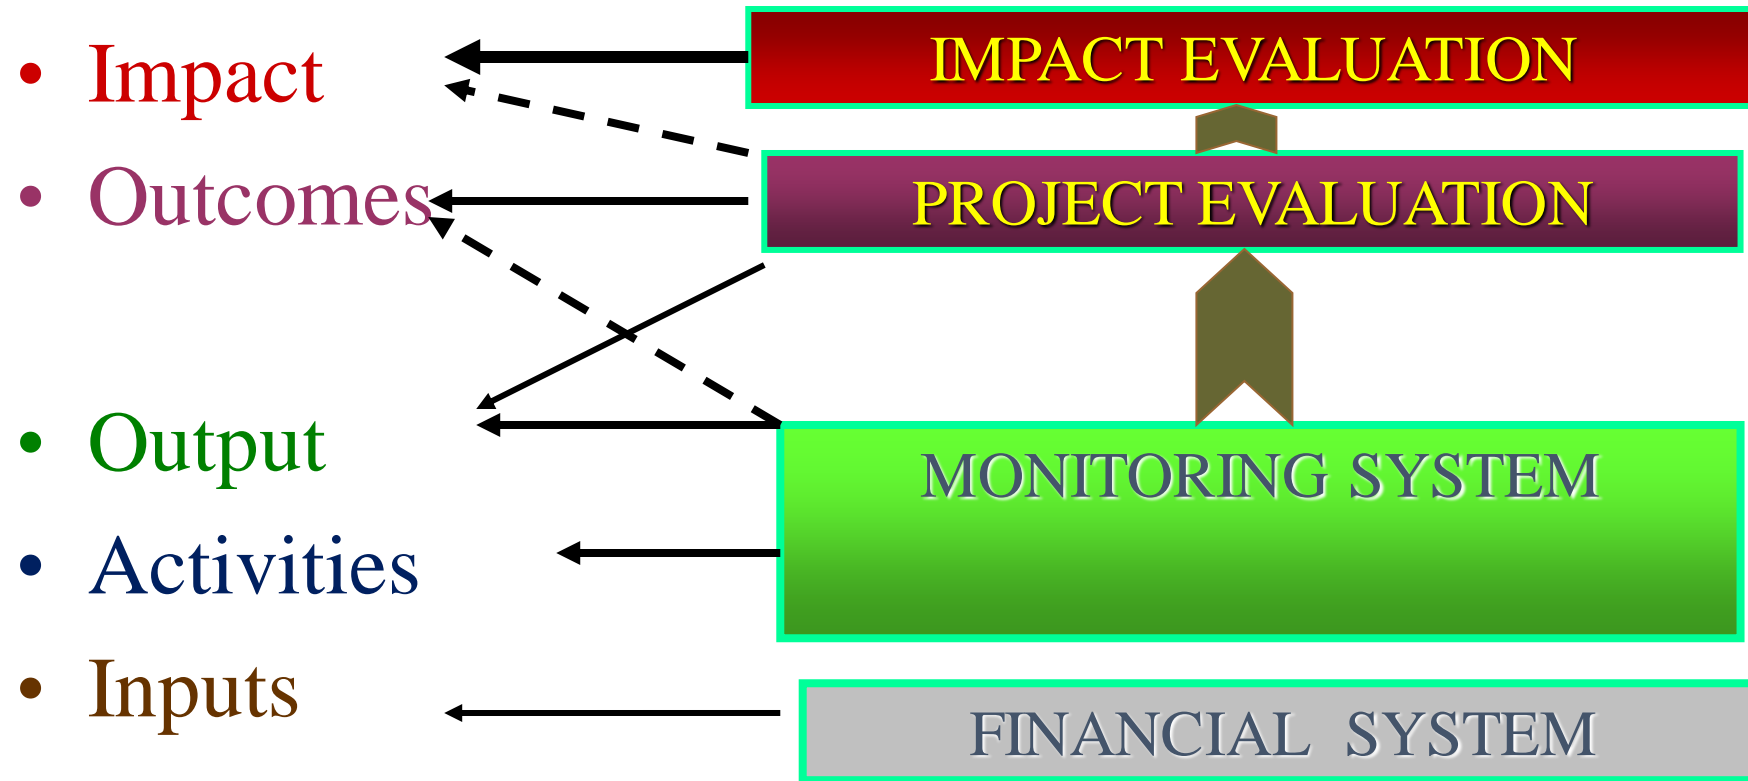 • Impact
IMPACT EVALUATION
• Outcomes
PROJECT EVALUATION
• Output
MONITORING SYSTEM
• Activities
• Inputs
FINANCIAL SYSTEM